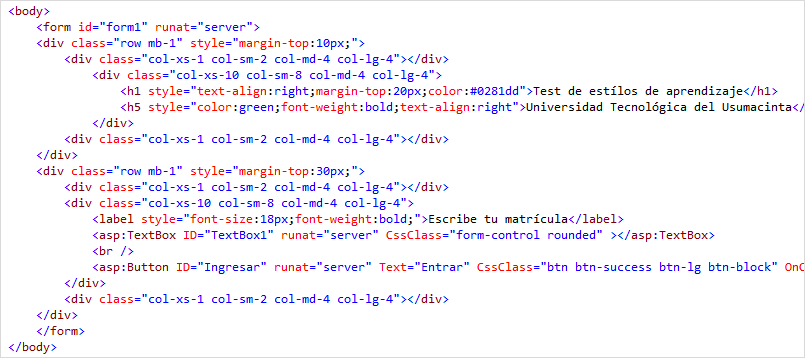 <body>
<form id="form1" runat="server">
<div class="row mb-1" style="margin-top:10px;">
<div class="col-xs-1 col-sm-2 col-md-4 col-lg-4"></div>
<div class="col-xs-10 col-sm-8 col-md-4 col-lg-4">
<h1 style="text-align:right;margin-top:20px;color:#0281dd">Test de estílos de aprendizaje</h1>
<h5 style="color:green;font-weight:bold;text-align:right">Universidad Tecnológica del Usumacinta</
</div>
<div class="col-xs-1 col-sm-2 col-md-4 col-lg-4"></div>
</div>
<div class="row mb-1" style="margin-top:30px;">
<div class="col-xs-1 col-sm-2 col-md-4 col-lg-4"></div>
<div class="col-xs-10 col-sm-8 col-md-4 col-lg-4">
<label style="font-size:18px;font-weight:bold;">Escribe tu matrícula</label>
<asp:TextBox ID="TextBox1" runat="server" CssClass="form-control rounded" ></asp:TextBox>
<br />
<asp:Button ID="Ingresar" runat="server" Text="Entrar" CssClass="btn btn-success btn-lg btn-block" OnC
</div>
<div class="col-xs-1 col-sm-2 col-md-4 col-lg-4"></div>
</div>
</form>
</body>